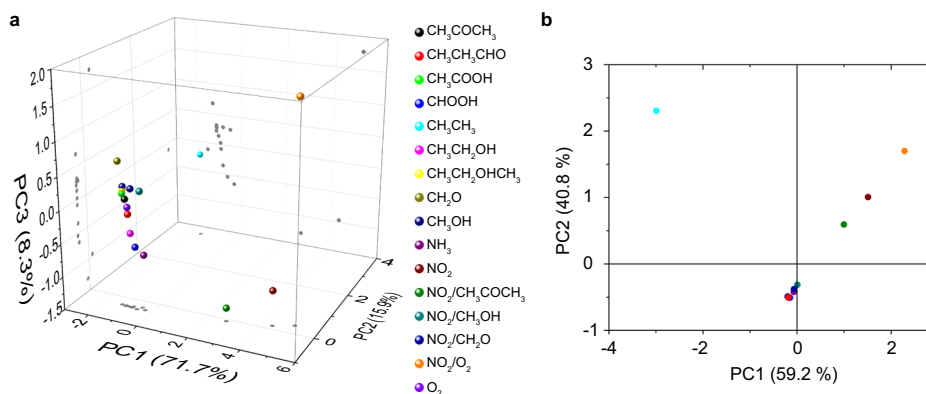 a
b
2.0
1.5
1.0
0.5
0.0
-0.5
-1.0
-1.5
PC3 (8.3%)
-2
0
2
4
6
PC1 (71.7%)
0
2
4
PC2 (15.9%)
CH₃COCH₃
CH₃CH₃CHO
CH₃COOH
CHOOH
CH₃CH₃
CH₃CH₂OH
CH₃CH₂OHCH₃
CH₂O
CH₃OH
NH₃
NO₂
NO₂/CH₃COCH₃
NO₂/CH₃OH
NO₂/CH₂O
NO₂/O₂
O₂
3
2
1
0
-1
PC2 (40.8 %)
-4
-2
0
2
PC1 (59.2 %)